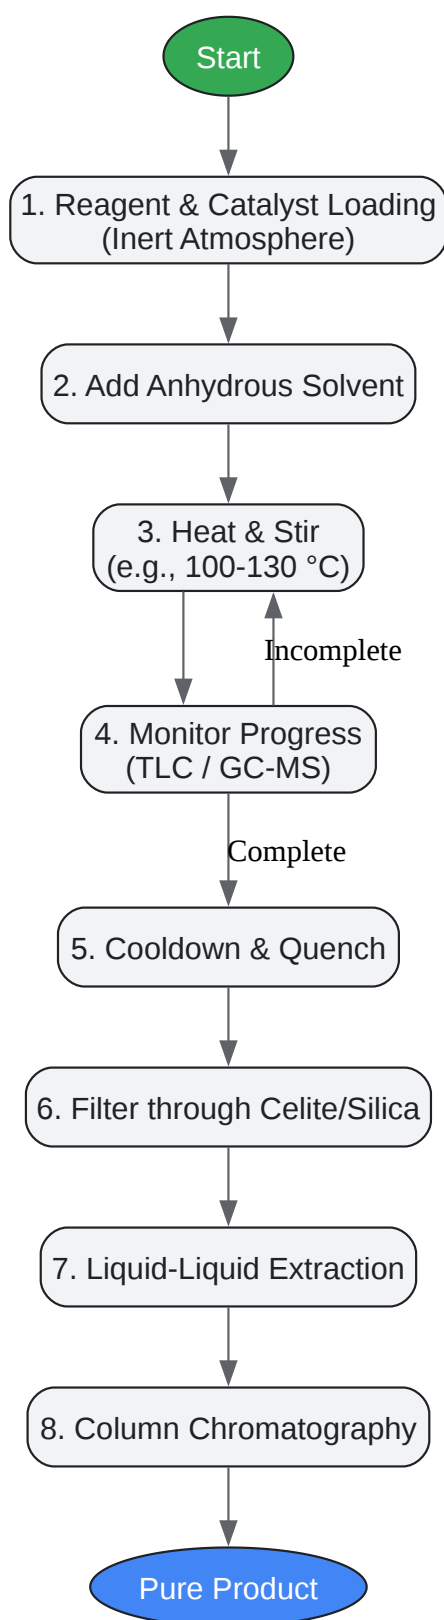 Start
1. Reagent & Catalyst Loading
(Inert Atmosphere)
2. Add Anhydrous Solvent
3. Heat & Stir
(e.g., 100-130 °C)
Incomplete
4. Monitor Progress
(TLC / GC-MS)
Complete
5. Cooldown & Quench
6. Filter through Celite/Silica
7. Liquid-Liquid Extraction
8. Column Chromatography
Pure Product